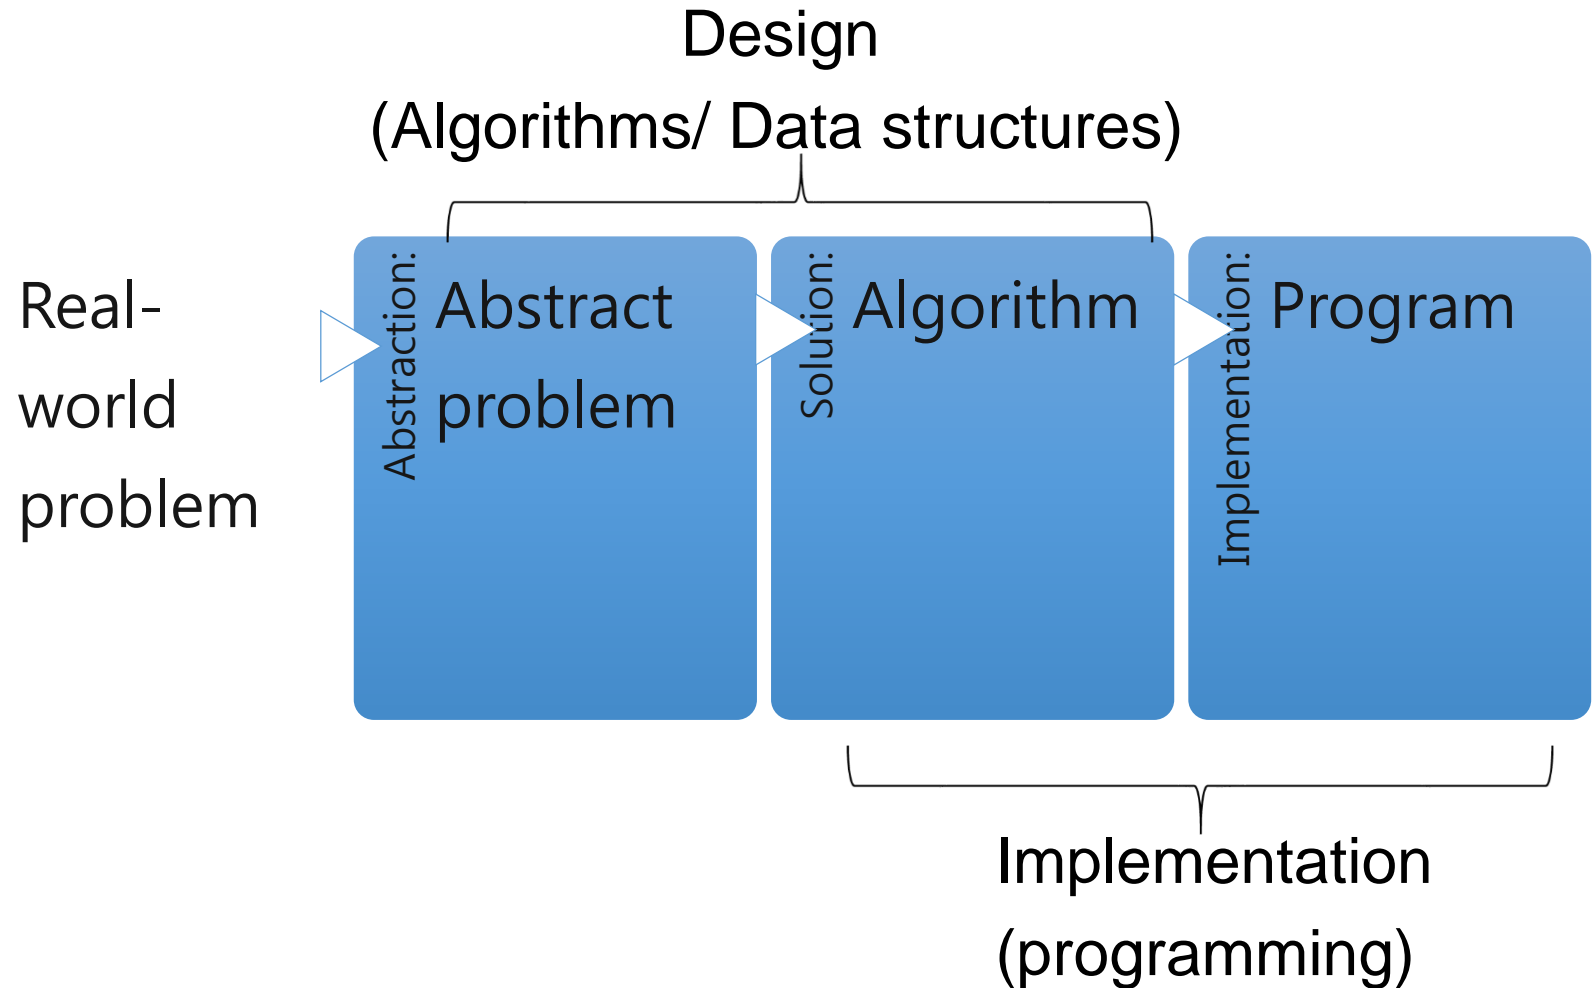 Design
(Algorithms/ Data structures)
Real-
world
problem
Abstraction:
Abstract
problem
Solution:
Algorithm
Implementation:
Program
Implementation
(programming)